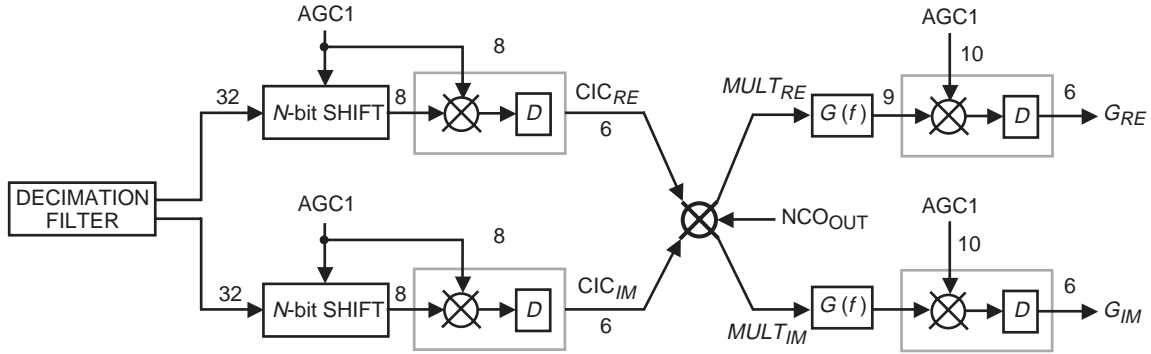 AGC1
8
32
N-bit SHIFT
8
D
CIC_RE
6
MULT_RE
G(f)
9
AGC1
10
D
6
G_RE
DECIMATION
FILTER
NCO_OUT
AGC1
8
32
N-bit SHIFT
8
D
CIC_IM
6
MULT_IM
G(f)
AGC1
10
D
6
G_IM